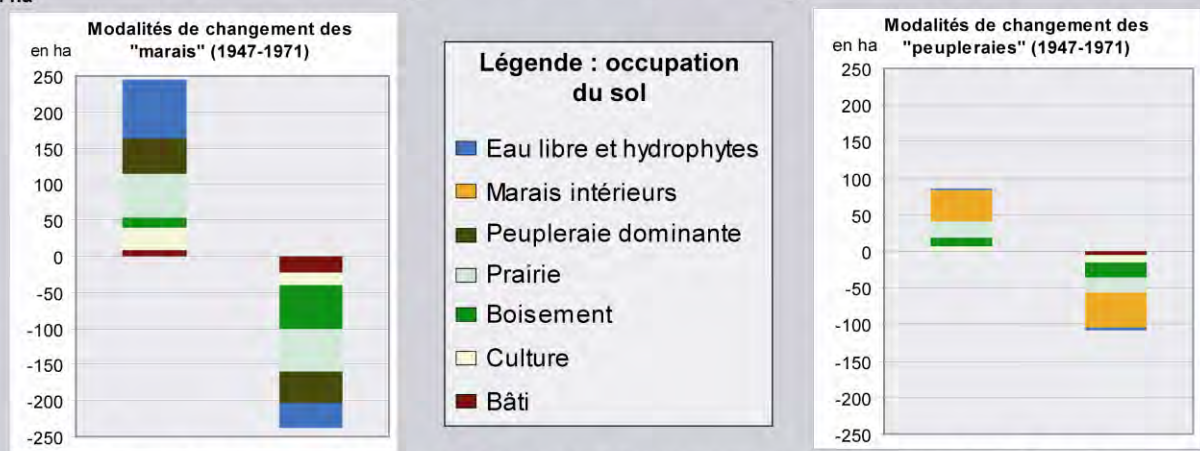 Modalités de changement des
"marais" (1947-1971)
en ha
250
200
150
100
50
0
-50
-100
-150
-200
-250
Légende : occupation
du sol
Eau libre et hydrophytes
Marais intérieurs
Peupleraie dominante
Prairie
Boisement
Culture
Bâti
Modalités de changement des
"peupleraies" (1947-1971)
en ha
250
200
150
100
50
0
-50
-100
-150
-200
-250